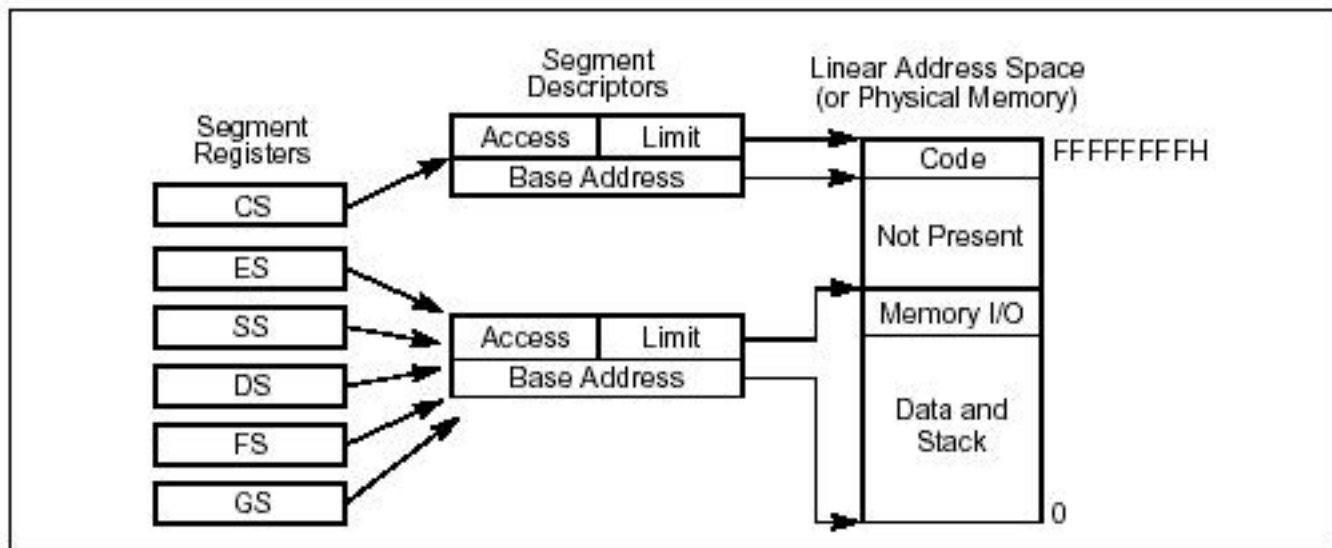 Segment
Registers
CS
ES
SS
DS
FS
GS
Segment
Descriptors
Access Limit
Base Address
Access Limit
Base Address
Linear Address Space
(or Physical Memory)
Code
FFFFFFFFH
Not Present
Memory I/O
Data and
Stack
0